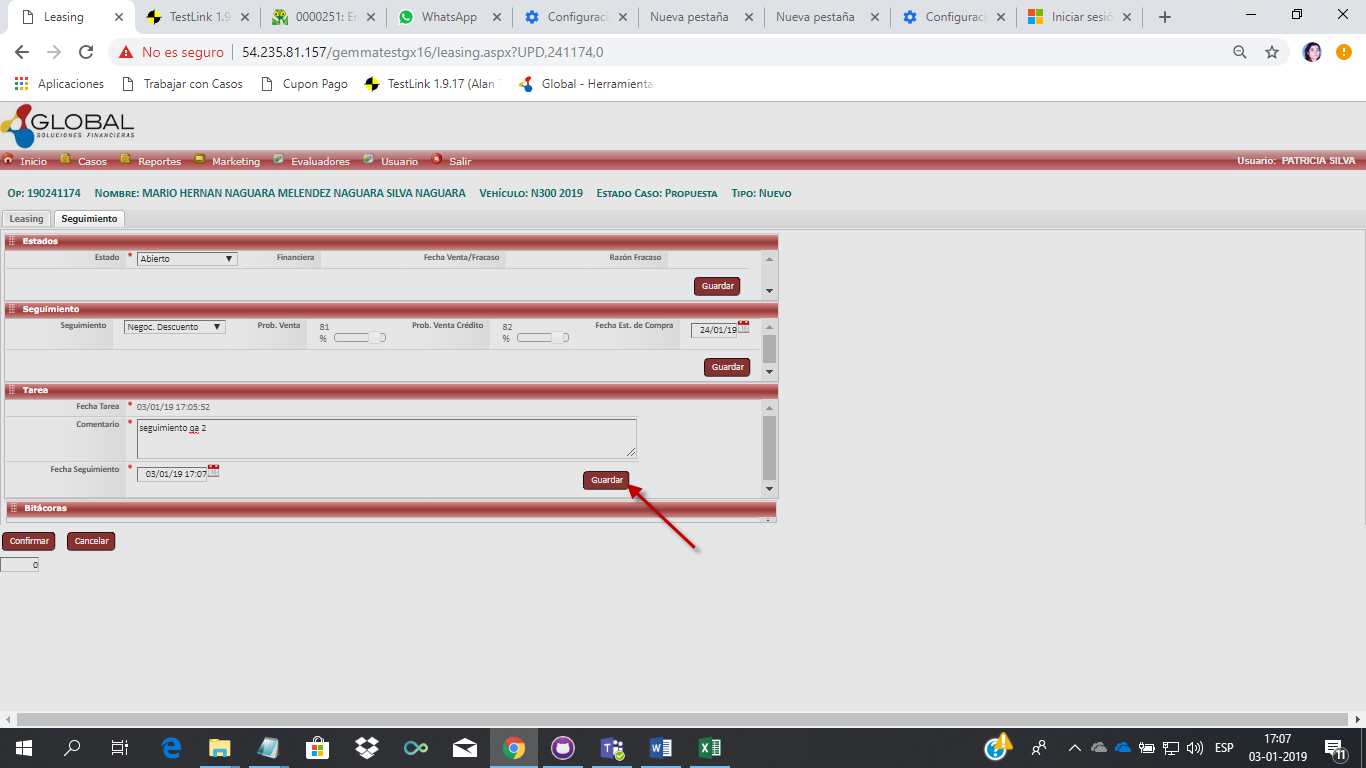 Leasing
TestLink 1.9
0000251: En
WhatsApp
Configuraci
Nueva pestaña
Nueva pestaña
Configuraci
Iniciar sesió
No es seguro
54.235.81.157/gemmatestgx16/leasing.aspx?UPD,241174,0
Aplicaciones
Trabajar con Casos
Cupon Pago
TestLink 1.9.17 (Alan
Global - Herramienta
GLOBAL
SOLUCIONES FINANCIERAS
Inicio Casos Reportes Marketing Evaluadores Usuario Salir
Usuario: PATRICIA SILVA
Op: 190241174 Nombre: MARIO HERNAN NAGUARA MELENDEZ NAGUARA SILVA NAGUARA Vehículo: N300 2019 Estado Caso: Propuesta Tipo: Nuevo
Leasing Seguimiento
Estados
Estado * Abierto Financiera Fecha Venta/Fracaso Razón Fracaso
Guardar
Seguimiento
Seguimiento Negoc. Descuento Prob. Venta 81 % Prob. Venta Crédito 82 % Fecha Est. de Compra 24/01/19
Guardar
Tarea
Fecha Tarea * 03/01/19 17:05:52
Comentario * seguimiento qa 2
Fecha Seguimiento * 03/01/19 17:07
Guardar
Bitácoras
Confirmar Cancelar
0
ESP
17:07
03-01-2019
11